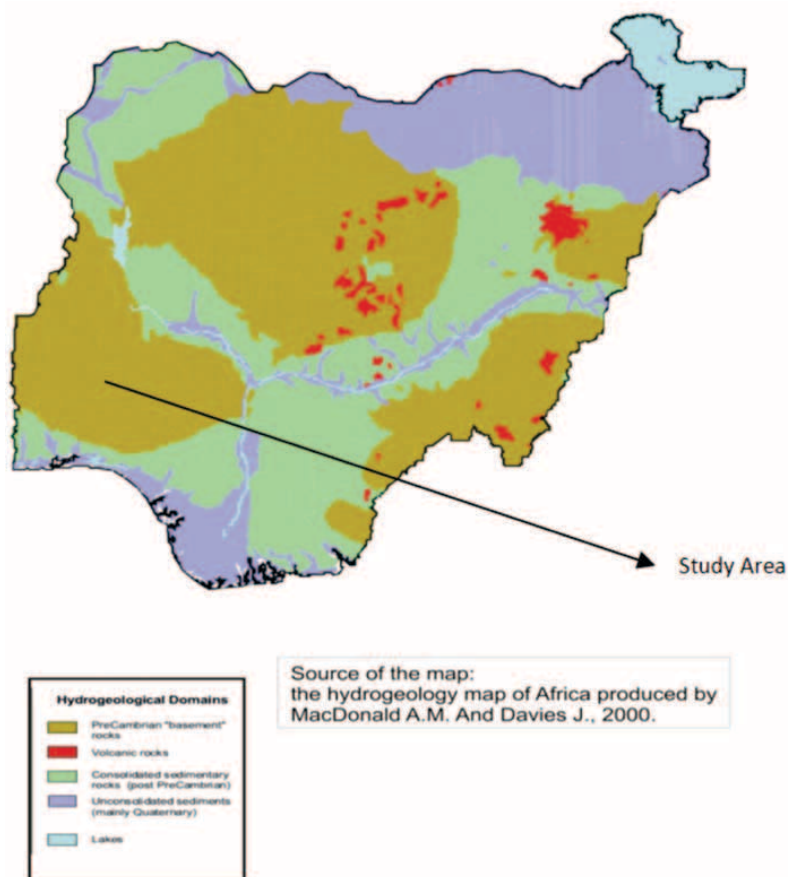 Study Area
Source of the map:
the hydrogeology map of Africa produced by
MacDonald A.M. And Davies J., 2000.
Hydrogeological Domains
PreCambrian "basement"
rocks
Volcanic rocks
Consolidated sedimentary
rocks (post PreCambrian)
Unconsolidated sediments
(mainly Quaternary)
Lakes